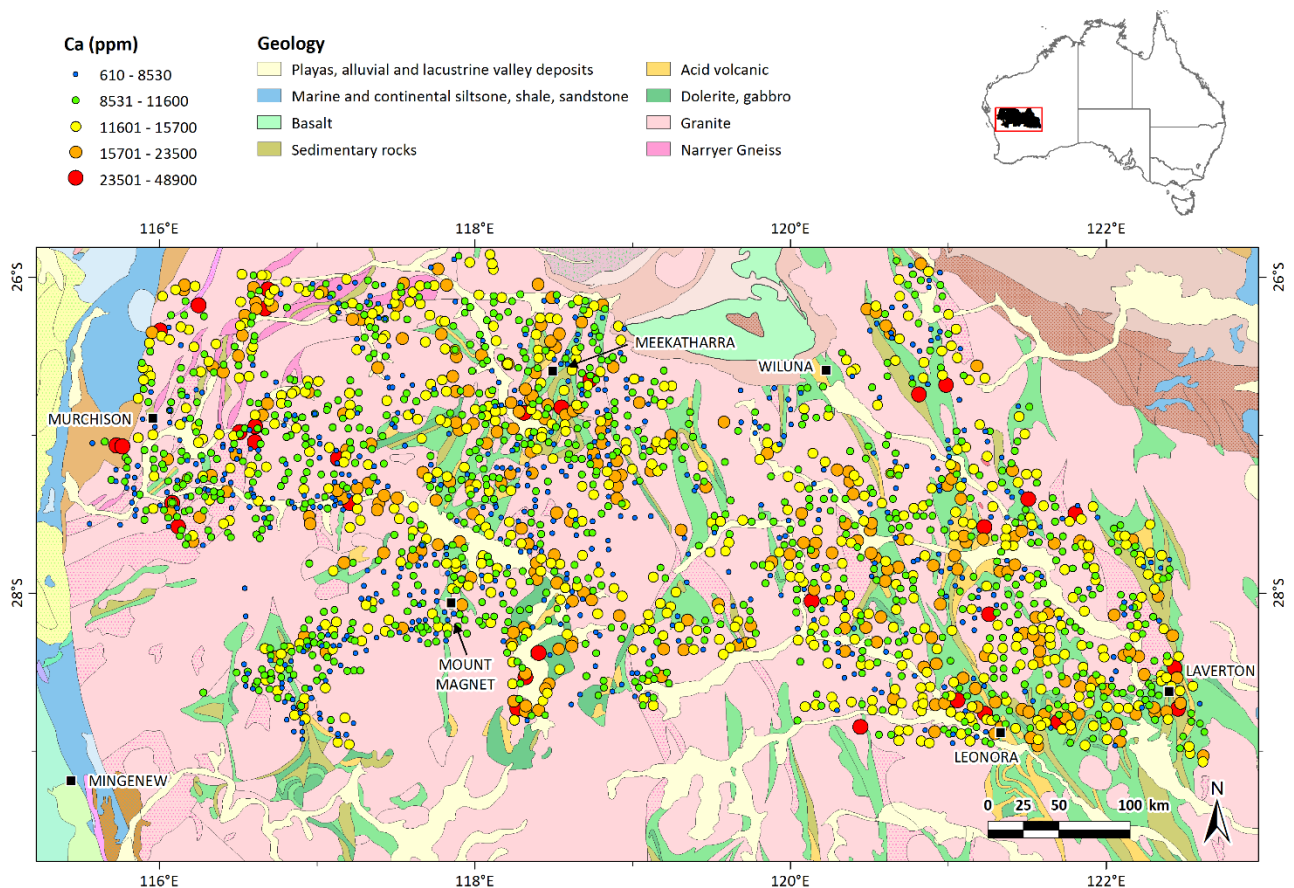 Ca (ppm)
610 - 8530
8531 - 11600
11601 - 15700
15701 - 23500
23501 - 48900
Geology
Playas, alluvial and lacustrine valley deposits
Marine and continental siltsone, shale, sandstone
Basalt
Sedimentary rocks
Acid volcanic
Dolerite, gabbro
Granite
Narryer Gneiss
116°E
118°E
120°E
122°E
26°S
26°S
MEEKATHARRA
WILUNA
MURCHISON
28°S
28°S
MOUNT
MAGNET
LAVERTON
LEONORA
MINGENEW
N
0 25 50 100 km
116°E
118°E
120°E
122°E